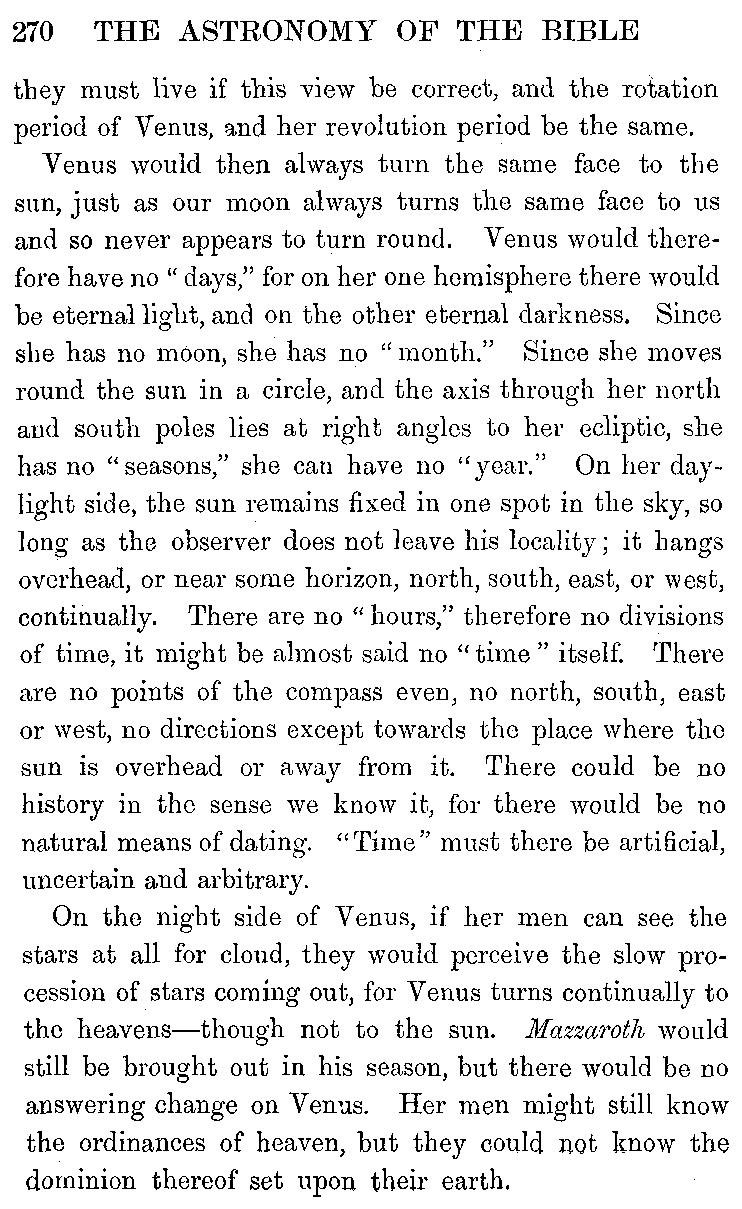 270 THE ASTRONOMY OF THE BIBLE
they must live if this view be correct, and the rotation
period of Venus, and her revolution period be the same.
Venus would then always turn the same face to the
sun, just as our moon always turns the same face to us
and so never appears to turn round. Venus would there-
fore have no “ days,” for on her one hemisphere there would
be eternal light, and on the other eternal darkness. Since
she has no moon, she has no “ month.” Since she moves
round the sun in a circle, and the axis through her north
and south poles lies at right angles to her ecliptic, she
has no “ seasons,” she can have no “ year.” On her day-
light side, the sun remains fixed in one spot in the sky, so
long as the observer does not leave his locality ; it hangs
overhead, or near some horizon, north, south, east, or west,
continually. There are no “ hours,” therefore no divisions
of time, it might be almost said no “ time ” itself. There
are no points of the compass even, no north, south, east
or west, no directions except towards the place where the
sun is overhead or away from it. There could be no
history in the sense we know it, for there would be no
natural means of dating. “Time” must there be artificial,
uncertain and arbitrary.
On the night side of Venus, if her men can see the
stars at all for cloud, they would perceive the slow pro-
cession of stars coming out, for Venus turns continually to
the heavens—though not to the sun. Mazzaroth would
still be brought out in his season, but there would be no
answering change on Venus. Her men might still know
the ordinances of heaven, but they could not know the
dominion thereof set upon their earth.